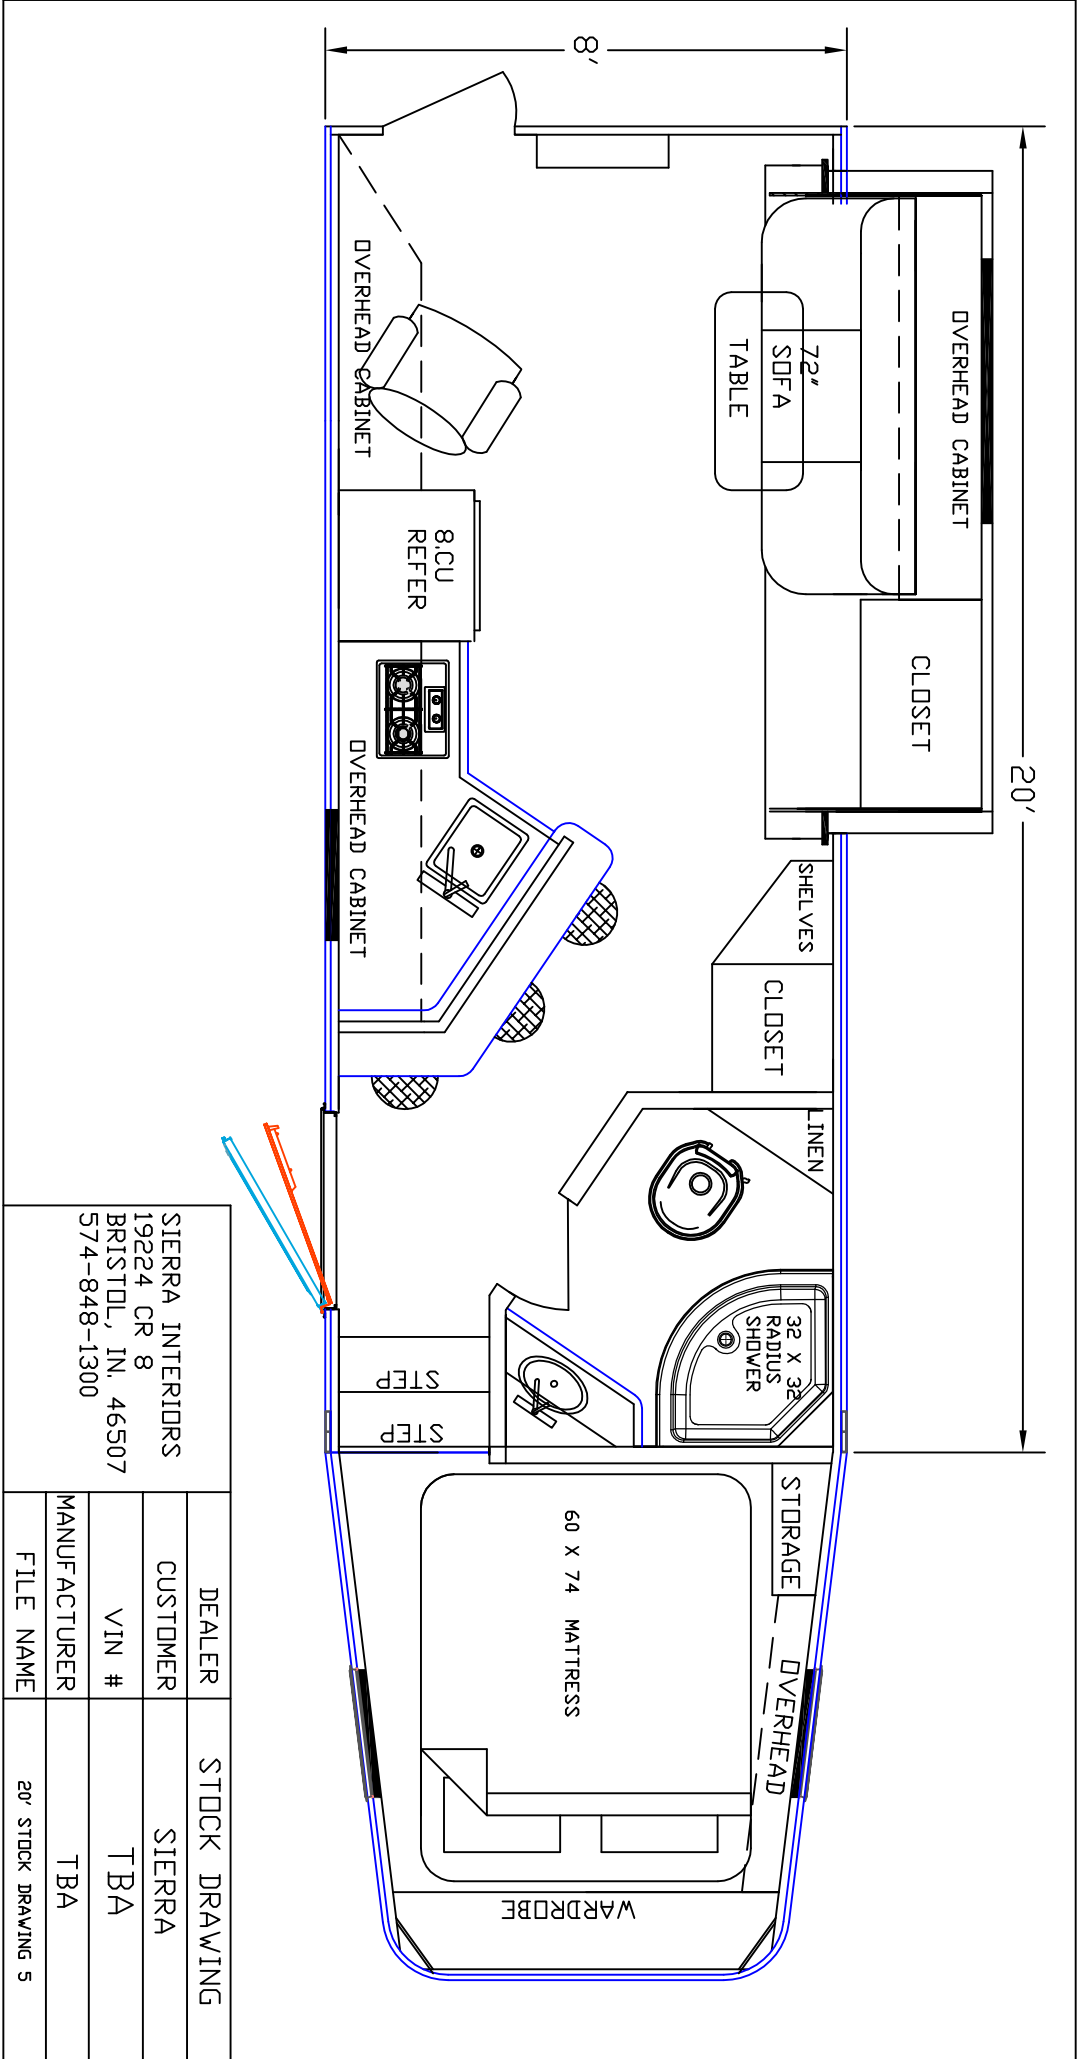 8'
20'
OVERHEAD CABINET
72"
SOFA
TABLE
CLOSET
OVERHEAD CABINET
8.CU
REFER
OVERHEAD CABINET
SHELVES
CLOSET
LINEN
32 X 32
RADIUS
SHOWER
STEP
STEP
STORAGE
OVERHEAD
60 X 74 MATTRESS
WARDROBE
SIERRA INTERIORS
19224 CR 8
BRISTOL, IN. 46507
574-848-1300
DEALER STOCK DRAWING
CUSTOMER SIERRA
VIN # TBA
MANUFACTURER TBA
FILE NAME 20' STOCK DRAWING 5